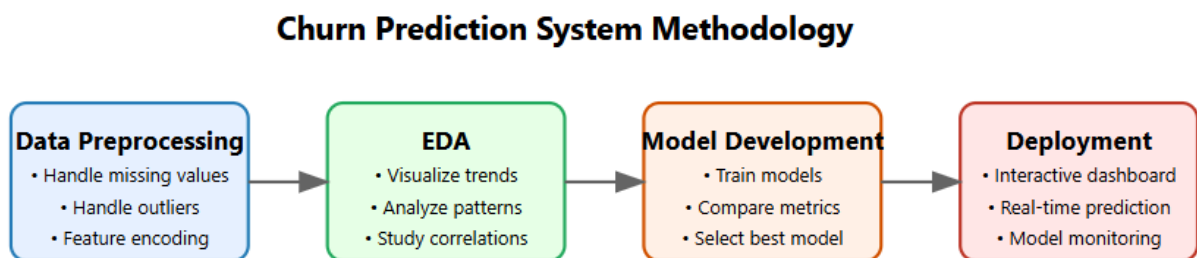 Churn Prediction System Methodology
Data Preprocessing
• Handle missing values
• Handle outliers
• Feature encoding
EDA
• Visualize trends
• Analyze patterns
• Study correlations
Model Development
• Train models
• Compare metrics
• Select best model
Deployment
• Interactive dashboard
• Real-time prediction
• Model monitoring